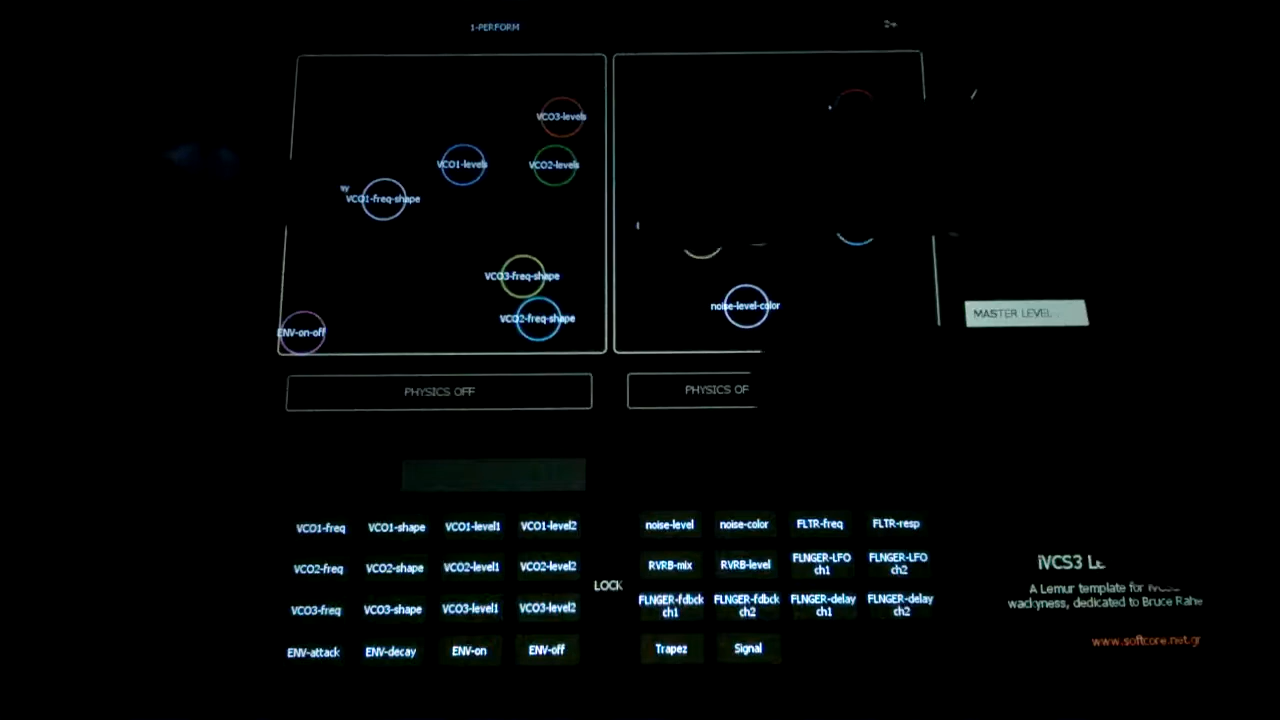 1-PERFORM
VCO3-levels
VCO1-levels
VCO2-levels
VCO1-freq-shape
VCO3-freq-shape
noise-level-color
MASTER LEVEL
VCO2-freq-shape
ENV-on-off
PHYSICS OFF
PHYSICS OF
VCO1-freq VCO1-shape VCO1-level1 VCO1-level2
VCO2-freq VCO2-shape VCO2-level1 VCO2-level2
VCO3-freq VCO3-shape VCO3-level1 VCO3-level2
ENV-attack ENV-decay ENV-on ENV-off
LOCK
noise-level noise-color FLTR-freq FLTR-resp
RVRB-mix RVRB-level FLNGER-LFO ch1 FLNGER-LFO ch2
FLNGER-fdbck ch1 FLNGER-fdbck ch2 FLNGER-delay ch1 FLNGER-delay ch2
Trapez Signal
iVCS3
A Lemur template for
wackyness, dedicated to Bruce Rahe
www.softcore.net.gr